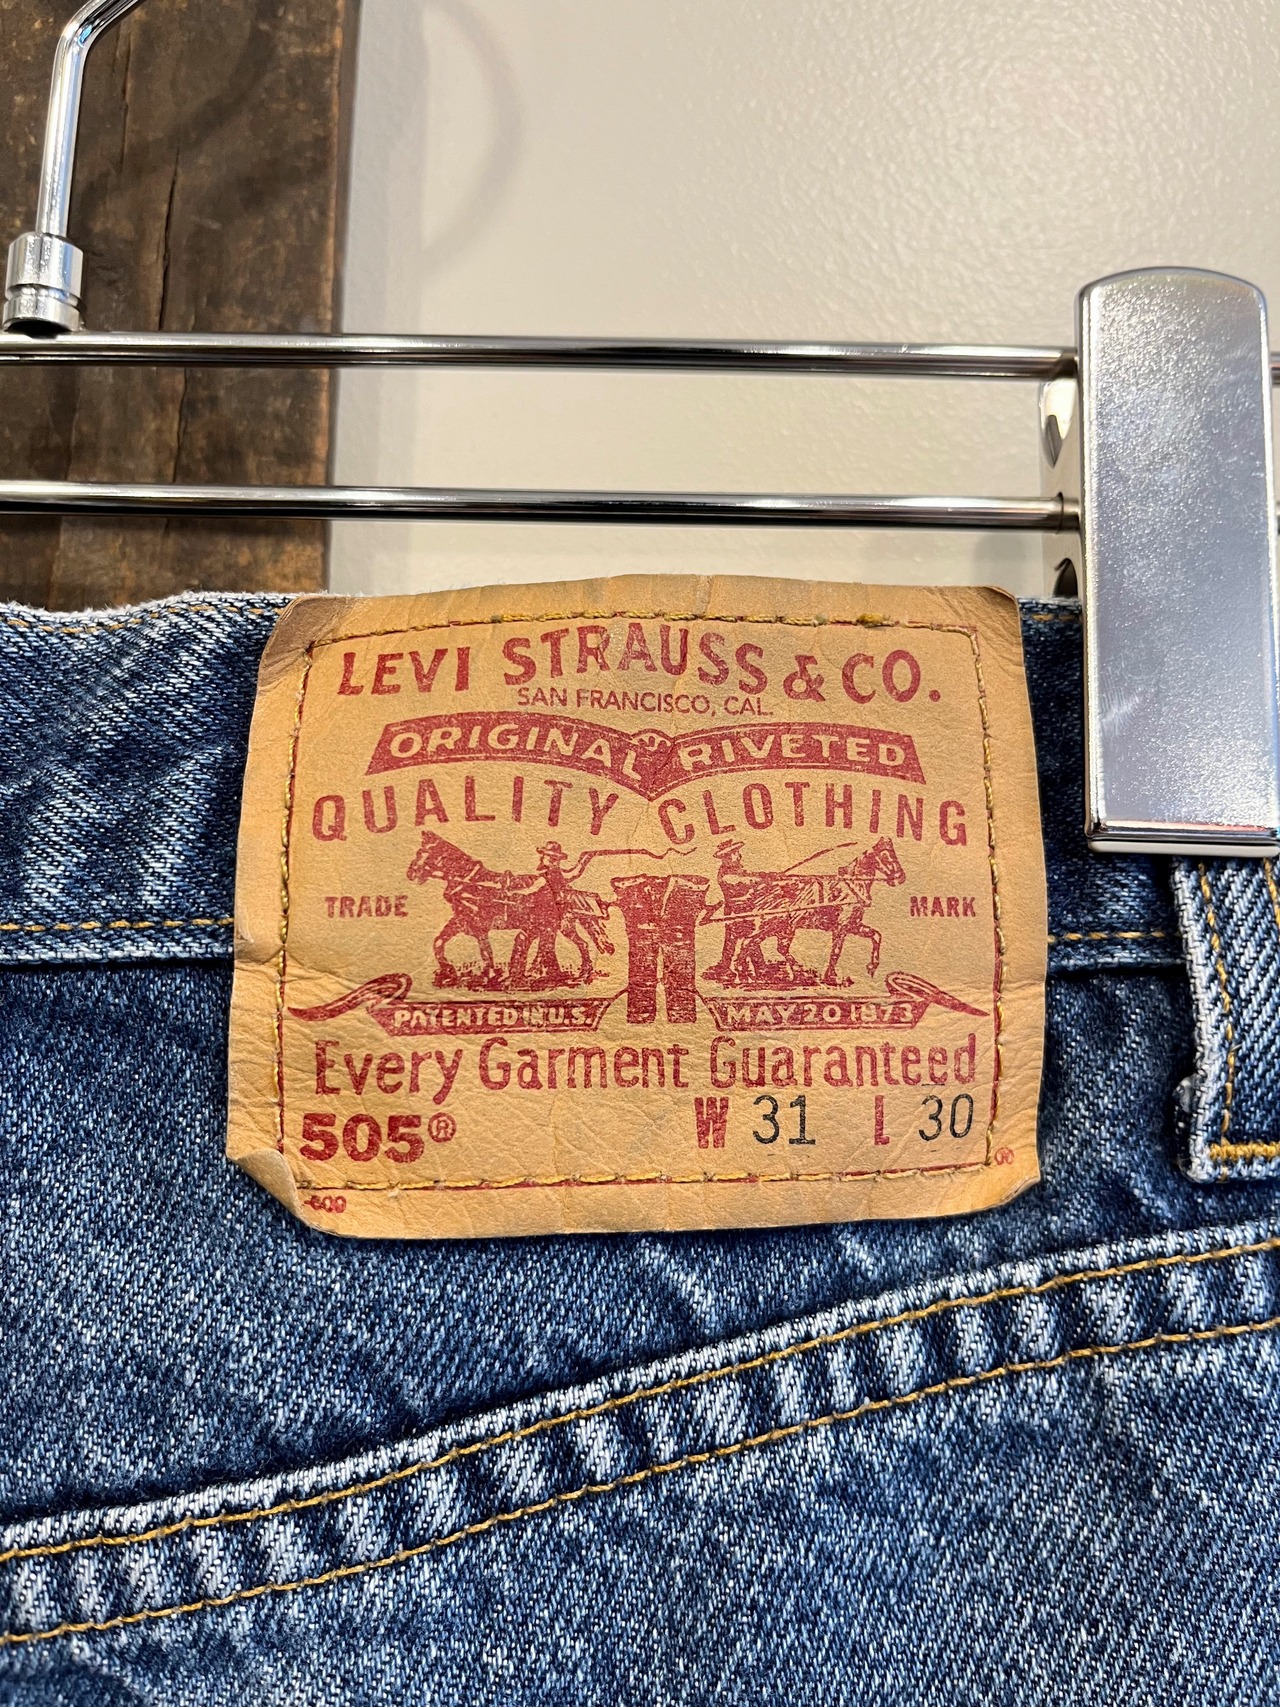 LEVI STRAUSS & CO.
SAN FRANCISCO, CAL.
ORIGINAL RIVETED
QUALITY CLOTHING
TRADE MARK
PATENTED IN U.S. MAY 20 1873
Every Garment Guaranteed
505® W 31 L 30
®